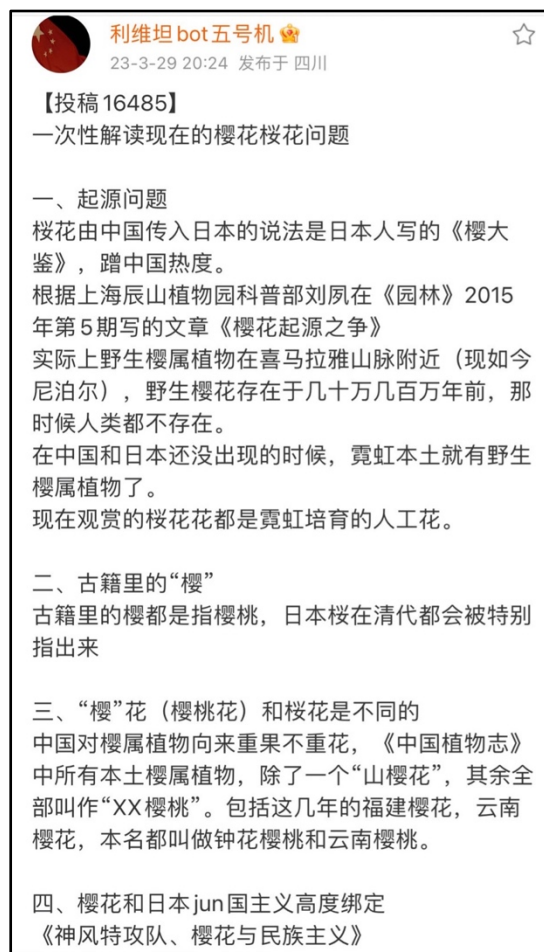 利维坦bot五号机
23-3-29 20:24 发布于 四川
【投稿16485】
一次性解读现在的樱花桜花问题
一、起源问题
桜花由中国传入日本的说法是日本人写的《樱大
鉴》，蹭中国热度。
根据上海辰山植物园科普部刘夙在《园林》2015
年第5期写的文章《樱花起源之争》
实际上野生樱属植物在喜马拉雅山脉附近（现如今
尼泊尔），野生樱花存在于几十万几百万年前，那
时候人类都不存在。
在中国和日本还没出现的时候，霓虹本土就有野生
樱属植物了。
现在观赏的桜花花都是霓虹培育的人工花。
二、古籍里的“樱”
古籍里的樱都是指樱桃，日本桜在清代都会被特别
指出来
三、“樱”花（樱桃花）和桜花是不同的
中国对樱属植物向来重果不重花，《中国植物志》
中所有本土樱属植物，除了一个“山樱花”，其余全
部叫作“XX樱桃”。包括这几年的福建樱花，云南
樱花，本名都叫做钟花樱桃和云南樱桃。
四、樱花和日本jun国主义高度绑定
《神风特攻队、樱花与民族主义》